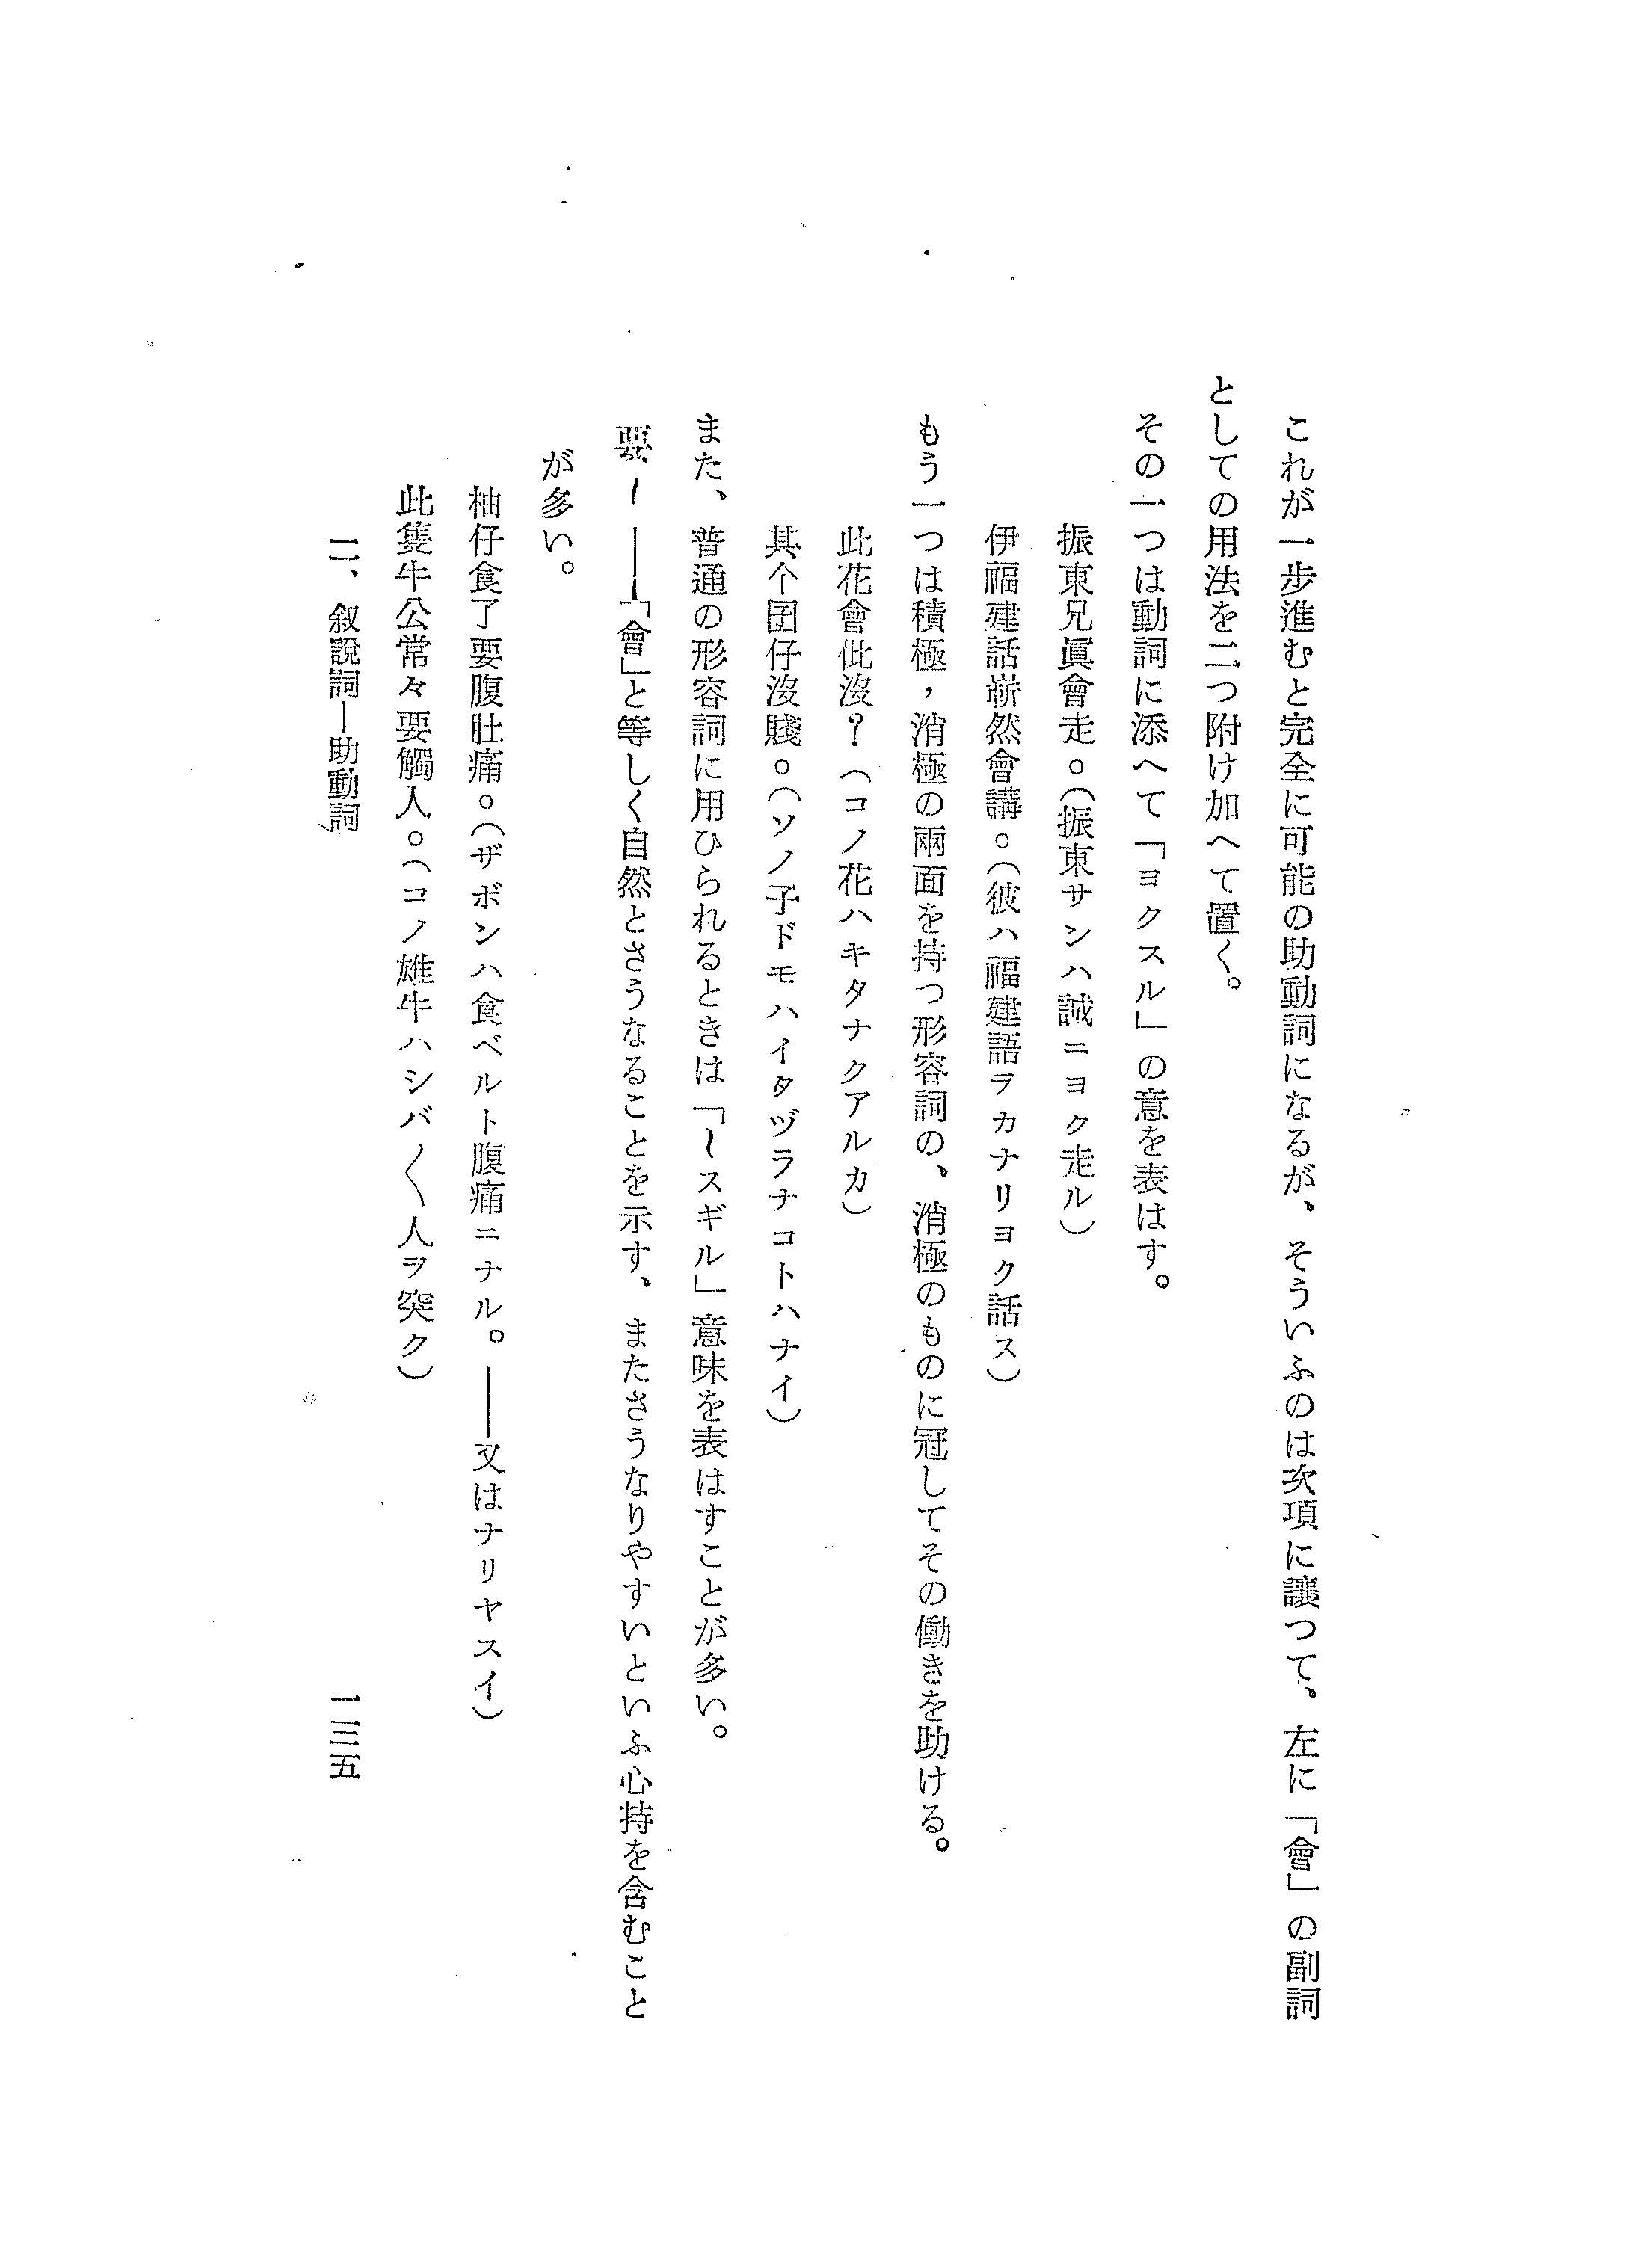 これが一步進むと完全に可能の助動詞になるが、そういふのは次項に讓つて。左に「會」の副詞
としての用法を二つ附け加へて置く。
その一つは動詞に添へて「ヨクスル」の意を表はす。
振東兄眞會走。(振東サンハ誠ニヨク走ル)
伊福建話嶄然會講。(彼ハ福建語ヲカナリヨク話ス)
もう一つは積極，消極の兩面を持つ形容詞の、消極のものに冠してその働きを助ける。
此花會仳沒？(コノ花ハキタナクアルカ)
其个囝仔沒賤。(ソノ子ドモハイタヅラナコトハナイ)
また、普通の形容詞に用ひられるときは「〜スギル」意味を表はすことが多い。
要〜――「會」と等しく自然とさうなることを示す、またさうなりやすいといふ心持を含むこと
が多い。
柚仔食了要腹肚痛。(ザボンハ食ベルト腹痛ニナル。――又はナリヤスイ)
此隻牛公常々要觸人。(コノ雄牛ハシバ〱人ヲ突ク)
二、叙說詞―助動詞
一三五